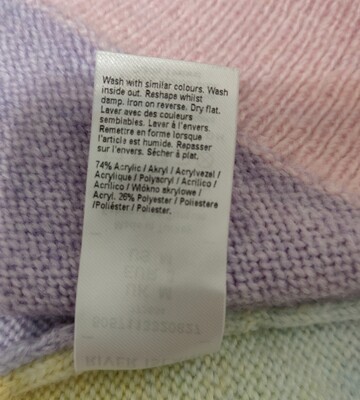 Wash with similar colours. Wash
inside out. Reshape whilst
damp. Iron on reverse. Dry flat.
Laver avec des couleurs
semblables. Laver à l'envers.
Remettre en forme lorsque
l'article est humide. Repasser
sur l'envers. Sécher à plat.
74% Acrylic / Akryl / Acrylvezel /
Acrylique / Polyacryl / Acrílico /
Acrilico / Włókno akrylowe /
Acryl. 26% Polyester / Poliestere
/Poliéster / Poliester.